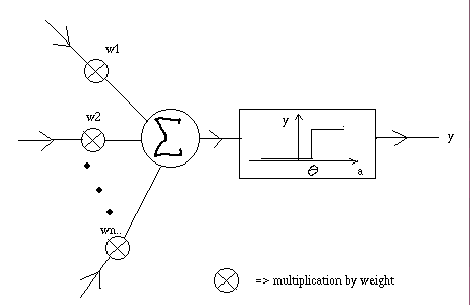 w1
w2
Σ
y
θ
a
y
wn..
=> multiplication by weight